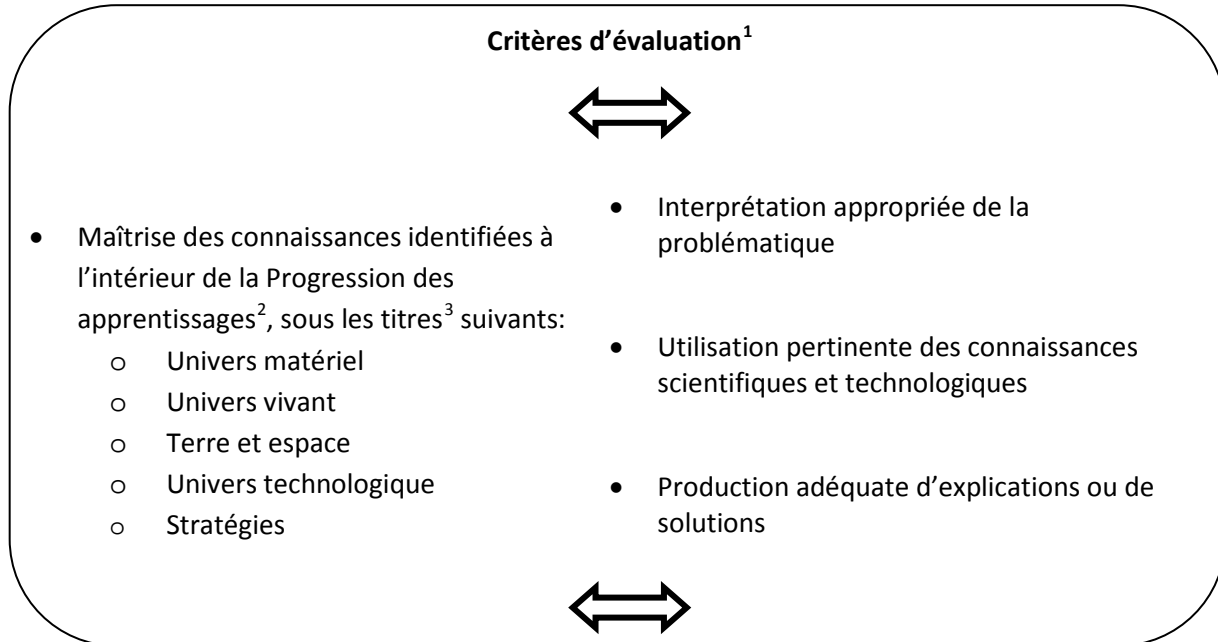 Critères d'évaluation¹
• Maîtrise des connaissances identifiées à
l'intérieur de la Progression des
apprentissages², sous les titres³ suivants:
o Univers matériel
o Univers vivant
o Terre et espace
o Univers technologique
o Stratégies
• Interprétation appropriée de la
problématique
• Utilisation pertinente des connaissances
scientifiques et technologiques
• Production adéquate d'explications ou de
solutions